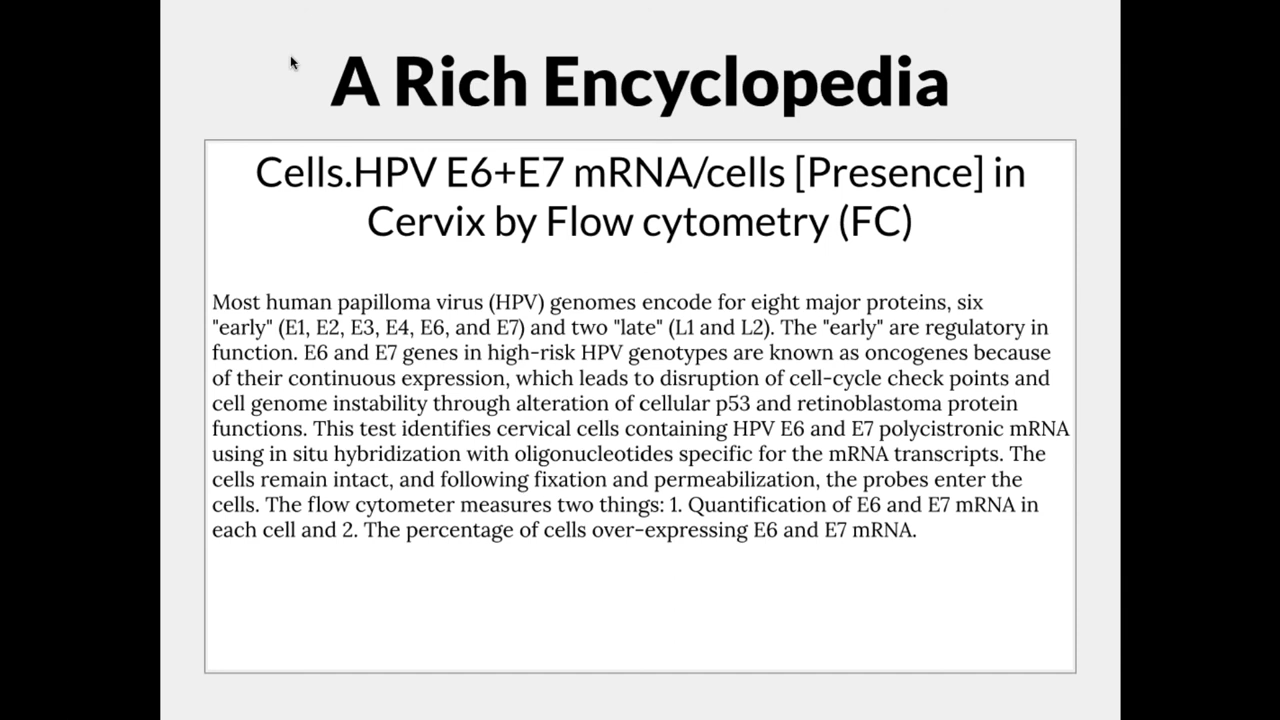 A Rich Encyclopedia
Cells.HPV E6+E7 mRNA/cells [Presence] in
Cervix by Flow cytometry (FC)
Most human papilloma virus (HPV) genomes encode for eight major proteins, six
"early" (E1, E2, E3, E4, E6, and E7) and two "late" (L1 and L2). The "early" are regulatory in
function. E6 and E7 genes in high-risk HPV genotypes are known as oncogenes because
of their continuous expression, which leads to disruption of cell-cycle check points and
cell genome instability through alteration of cellular p53 and retinoblastoma protein
functions. This test identifies cervical cells containing HPV E6 and E7 polycistronic mRNA
using in situ hybridization with oligonucleotides specific for the mRNA transcripts. The
cells remain intact, and following fixation and permeabilization, the probes enter the
cells. The flow cytometer measures two things: 1. Quantification of E6 and E7 mRNA in
each cell and 2. The percentage of cells over-expressing E6 and E7 mRNA.